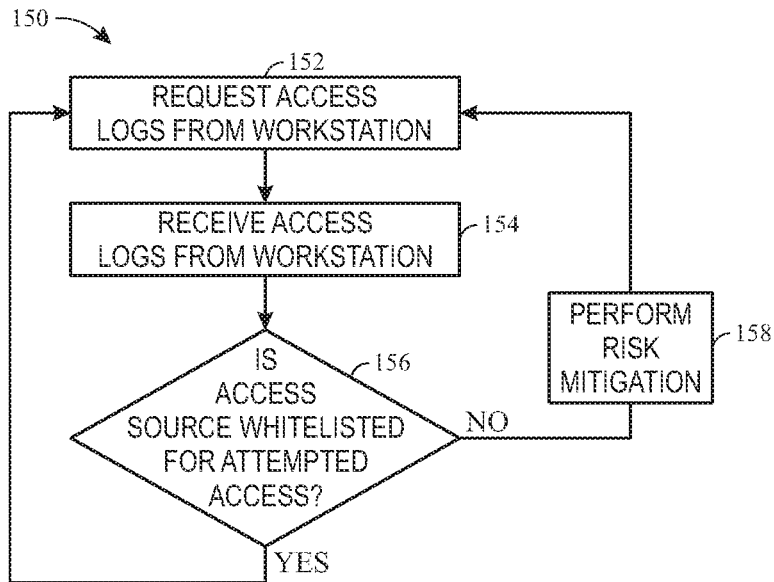 150
152
REQUEST ACCESS
LOGS FROM WORKSTATION
RECEIVE ACCESS
LOGS FROM WORKSTATION
154
PERFORM
RISK
MITIGATION
158
156
IS
ACCESS
SOURCE WHITELISTED
FOR ATTEMPTED
ACCESS?
NO
YES